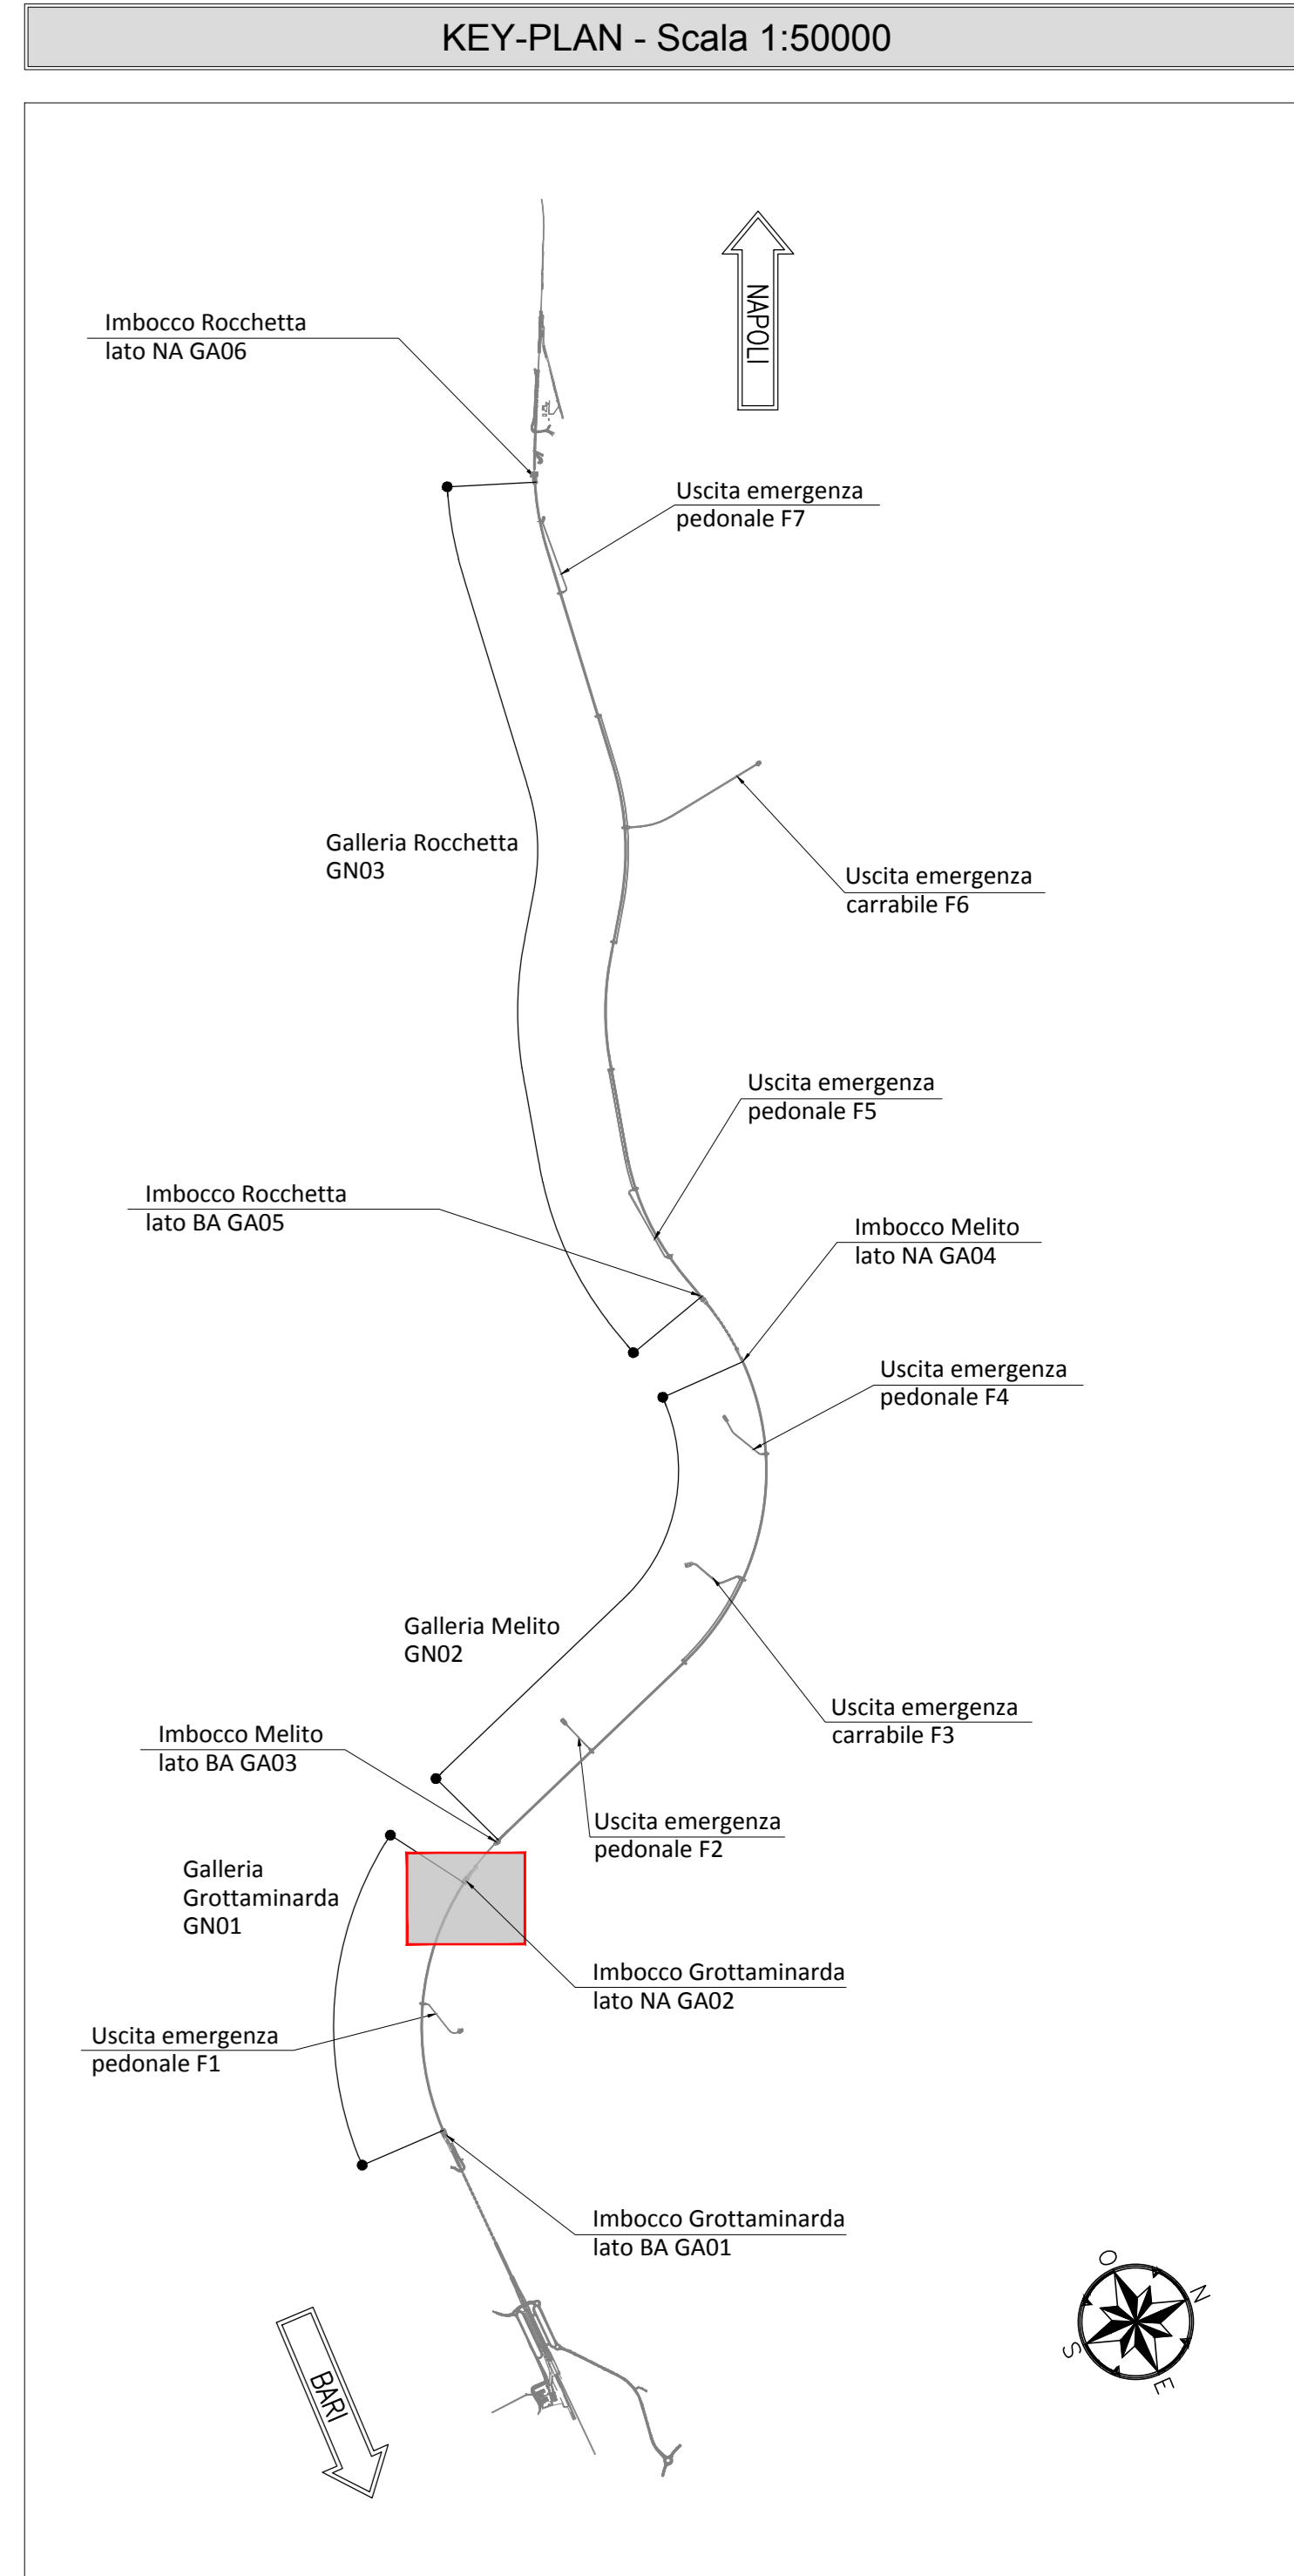 KEY-PLAN - Scala 1:50000
NAPOLI
Imbocco Rocchetta
lato NA GA06
Uscita emergenza
pedonale F7
Galleria Rocchetta
GN03
Uscita emergenza
carrabile F6
Uscita emergenza
pedonale F5
Imbocco Rocchetta
lato BA GA05
Imbocco Melito
lato NA GA04
Uscita emergenza
pedonale F4
Galleria Melito
GN02
Uscita emergenza
carrabile F3
Imbocco Melito
lato BA GA03
Uscita emergenza
pedonale F2
Galleria
Grottaminarda
GN01
Imbocco Grottaminarda
lato NA GA02
Uscita emergenza
pedonale F1
Imbocco Grottaminarda
lato BA GA01
O
N
S
E
BARI